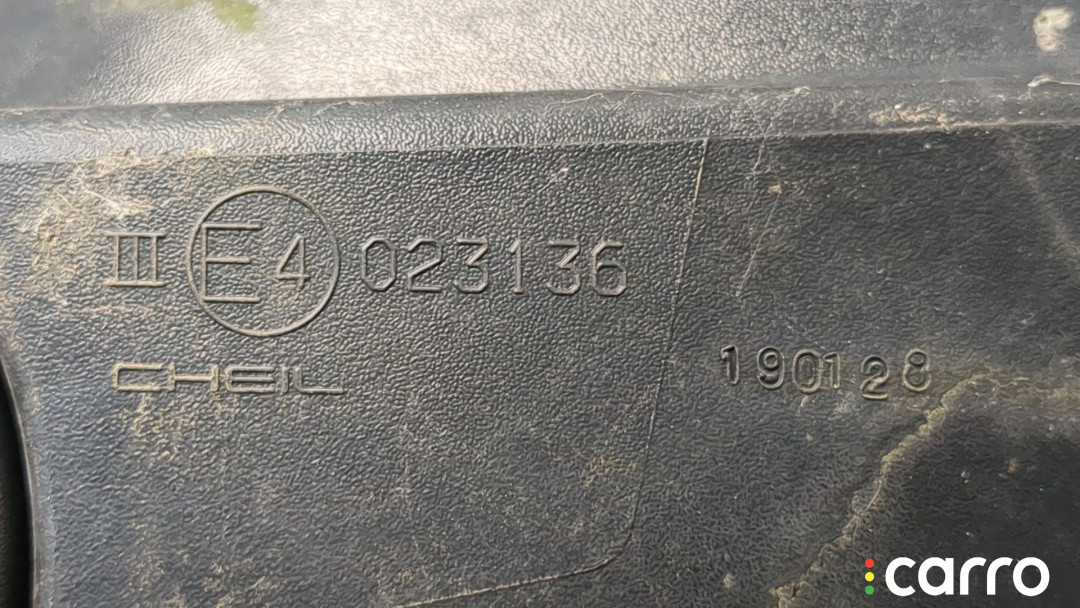 III E4 023136
CHEIL
190128
carro